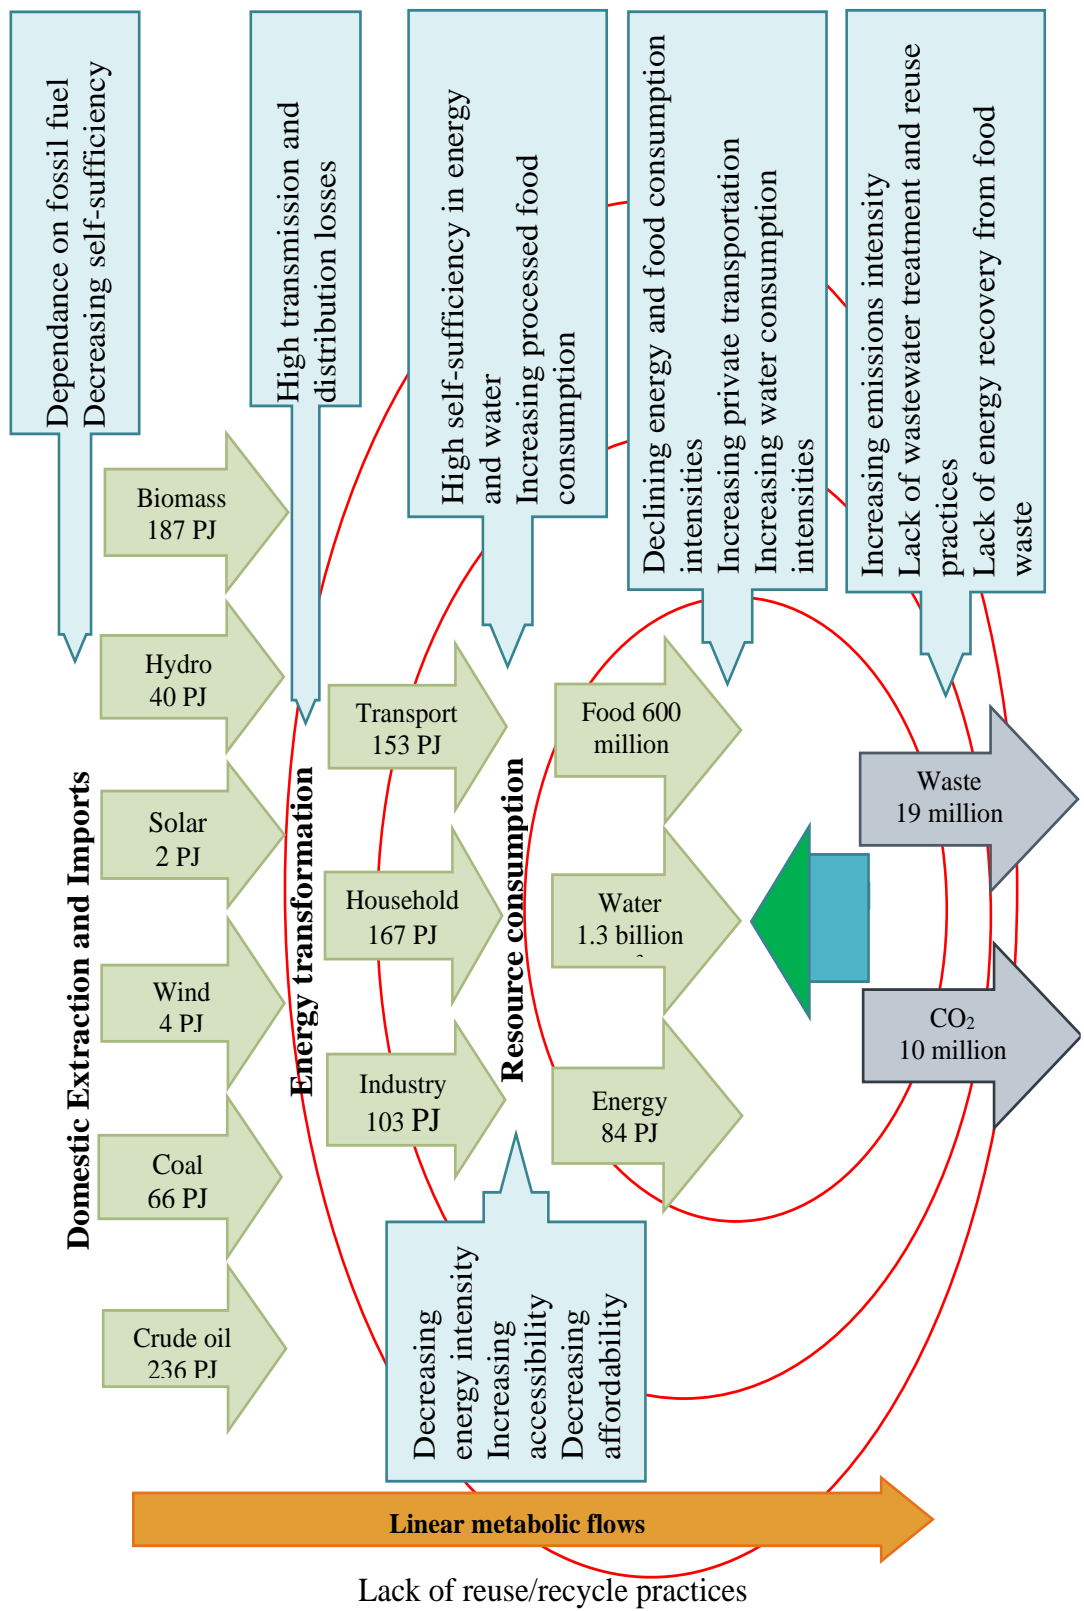 Dependance on fossil fuel
Decreasing self-sufficiency
High transmission and
distribution losses
High self-sufficiency in energy
and water
Increasing processed food
consumption
Declining energy and food consumption
intensities
Increasing private transportation
Increasing water consumption
intensities
Increasing emissions intensity
Lack of wastewater treatment and reuse
practices
Lack of energy recovery from food
waste
Domestic Extraction and Imports
Biomass
187 PJ
Hydro
40 PJ
Solar
2 PJ
Wind
4 PJ
Coal
66 PJ
Crude oil
236 PJ
Energy transformation
Transport
153 PJ
Household
167 PJ
Industry
103 PJ
Resource consumption
Food 600
million
Water
1.3 billion
Energy
84 PJ
Waste
19 million
CO₂
10 million
Decreasing
energy intensity
Increasing
accessibility
Decreasing
affordability
Linear metabolic flows
Lack of reuse/recycle practices